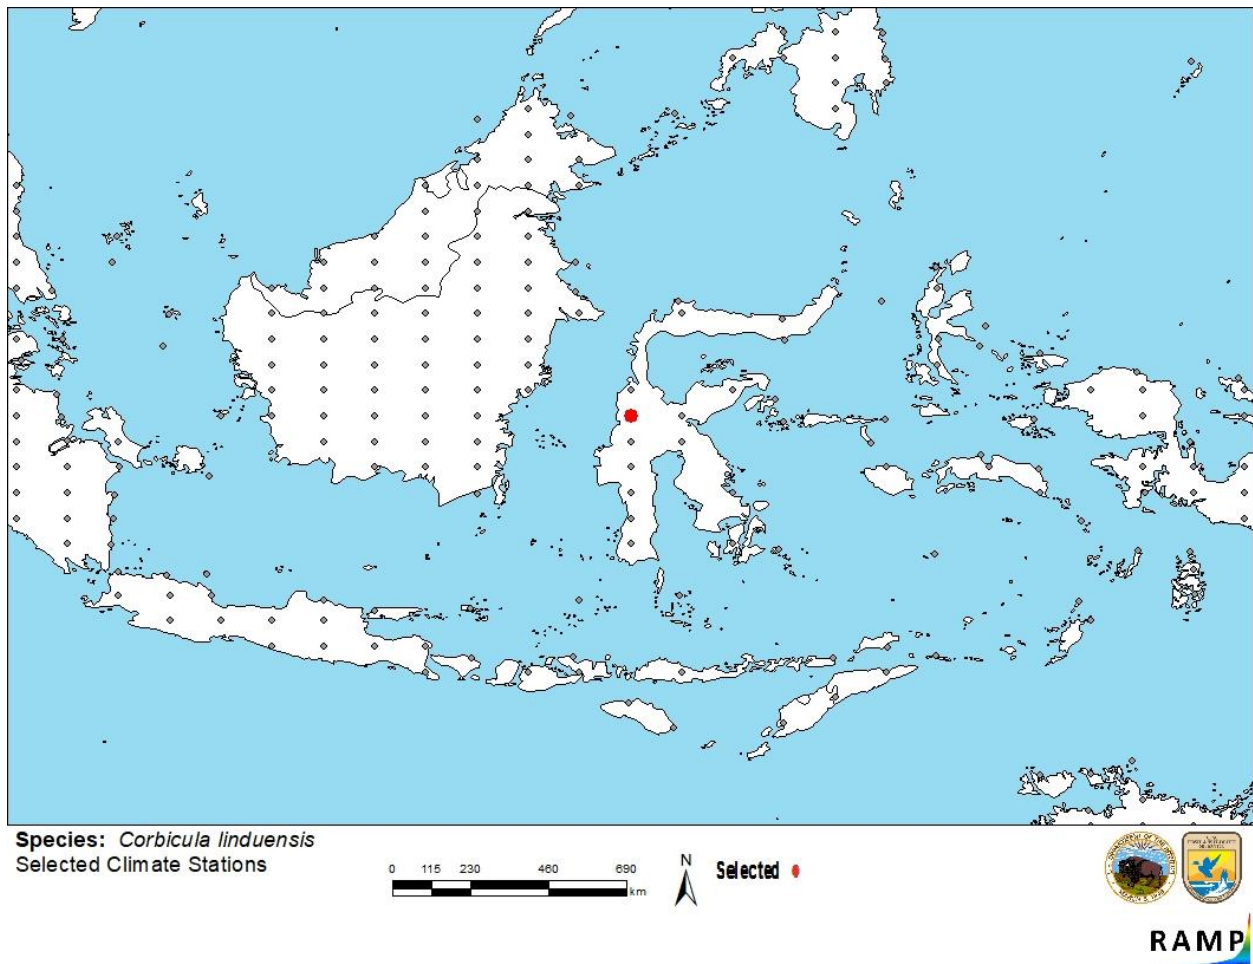 Species: Corbicula linduensis
Selected Climate Stations
0 115 230 460 690
km
N
Selected
RAMP